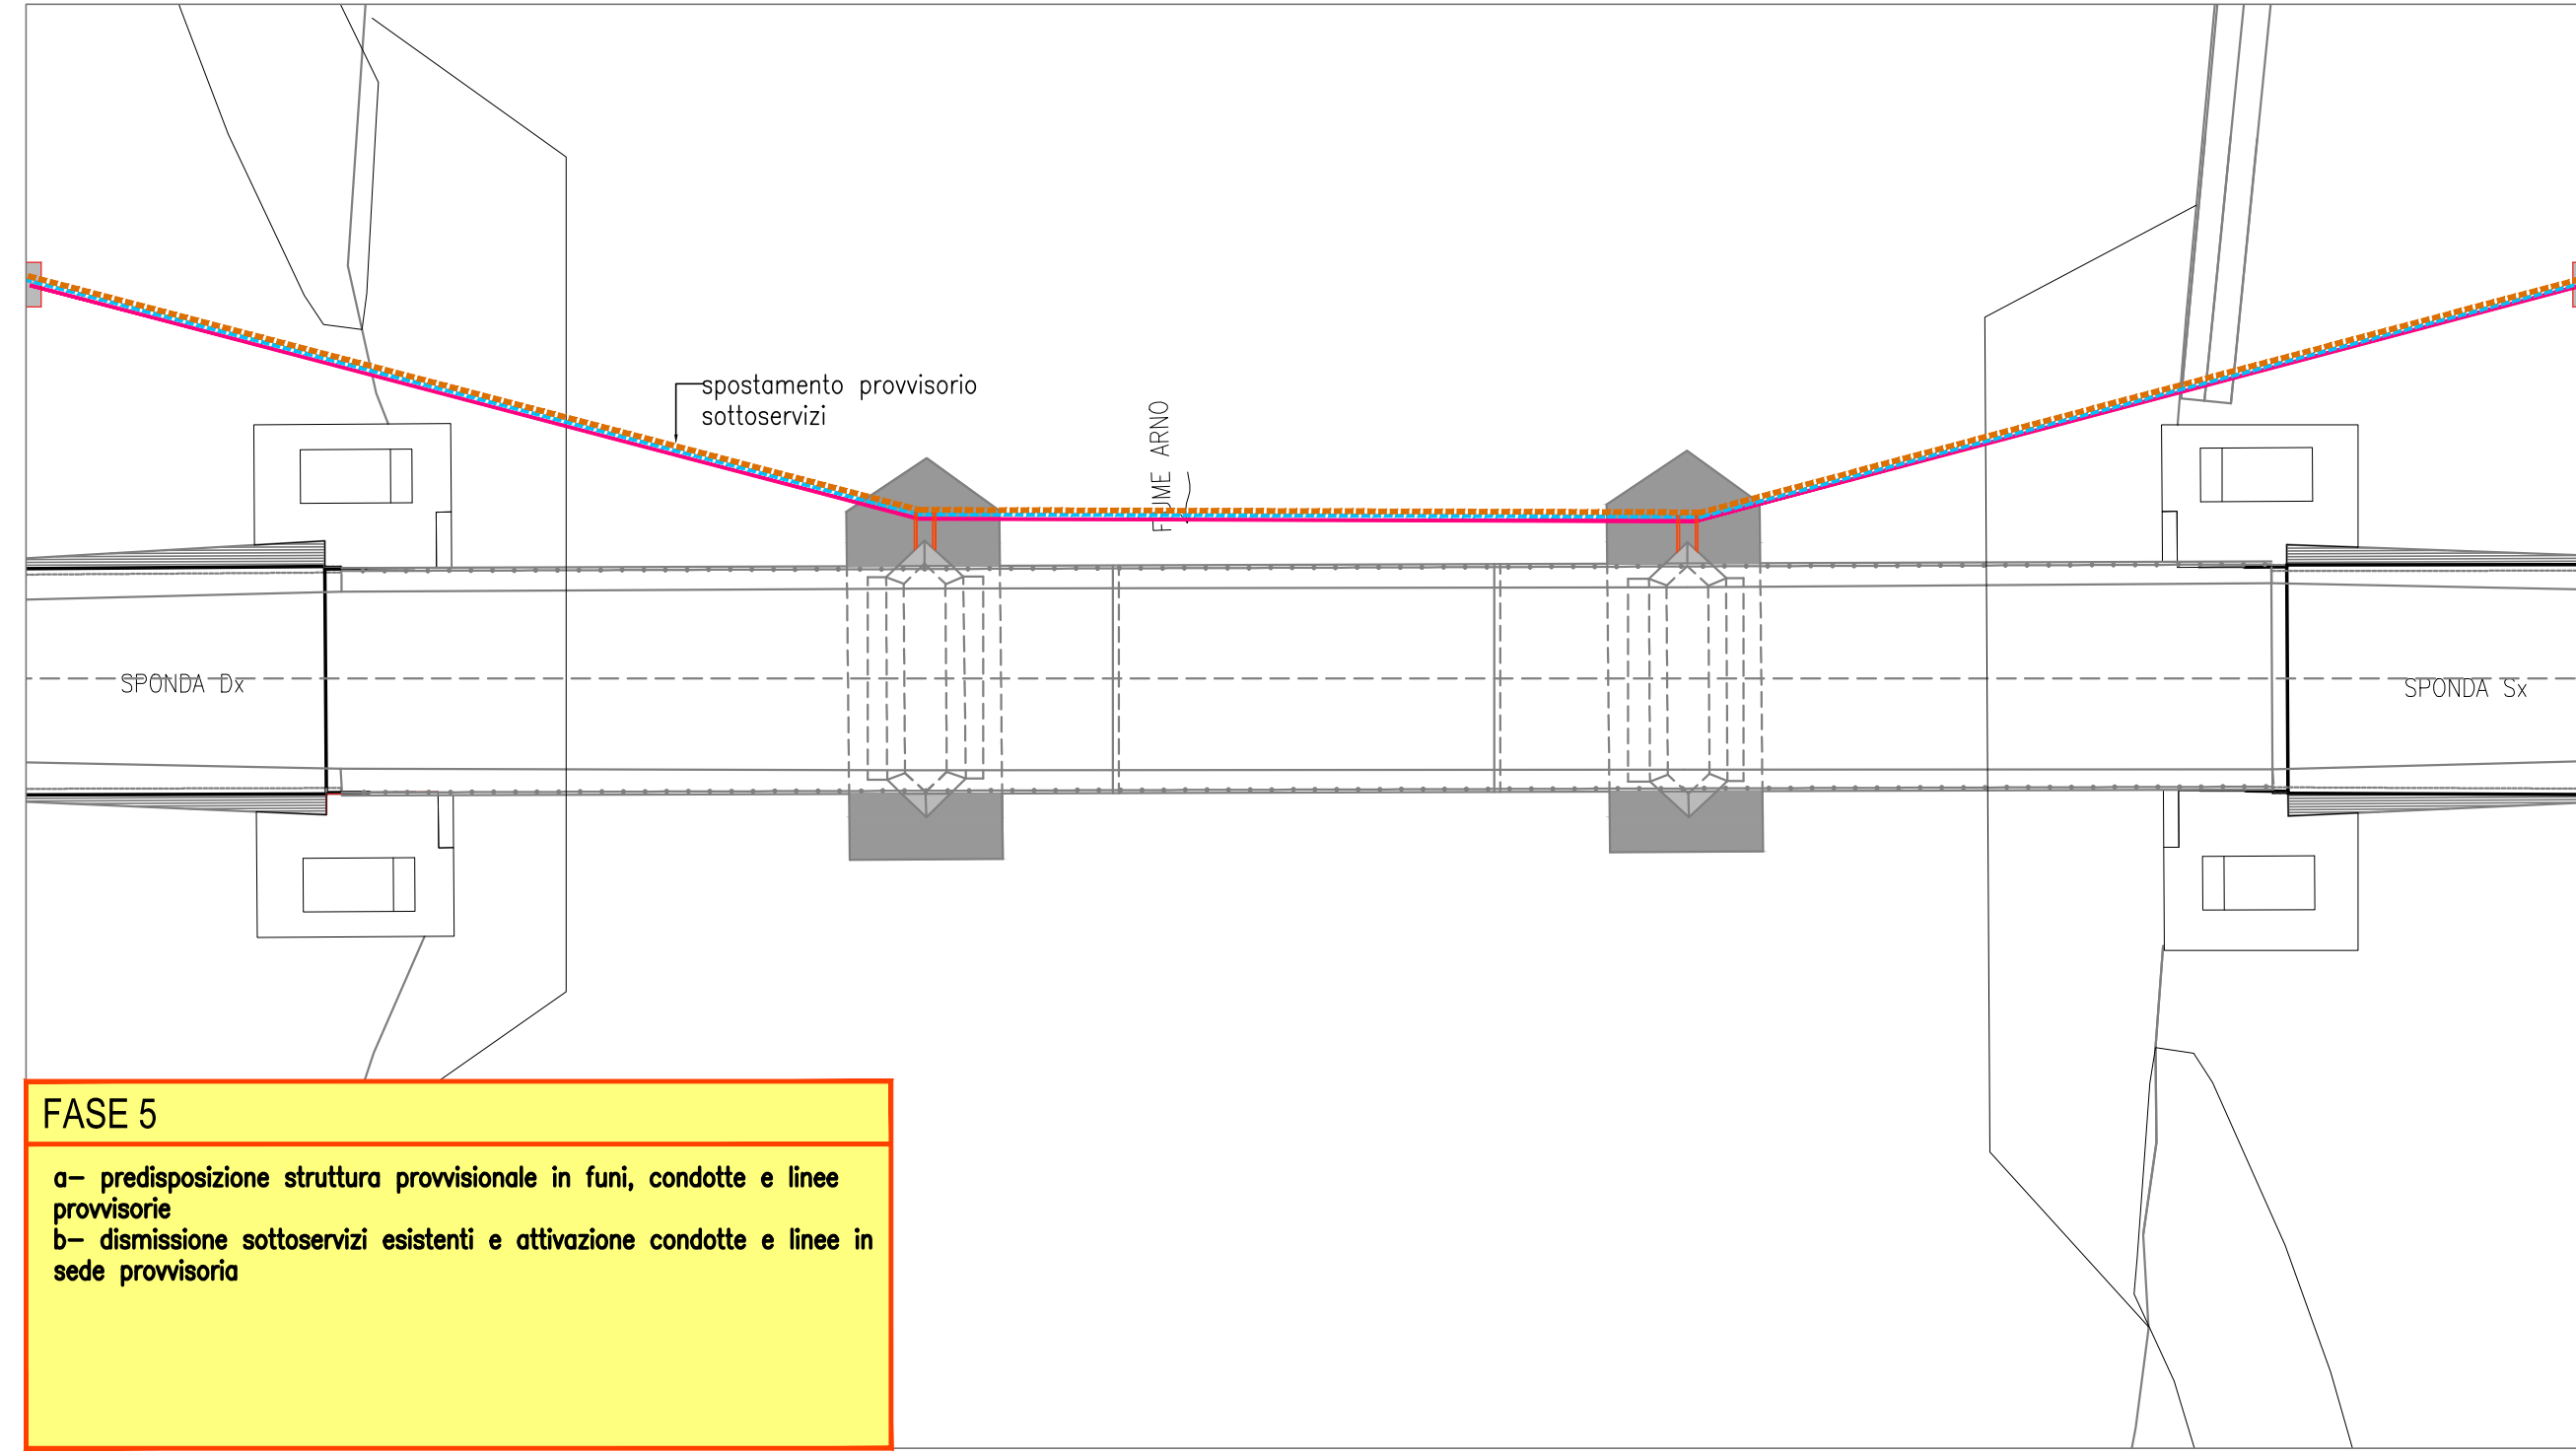 spostamento provvisorio
sottoservizi
FIUME ARNO
SPONDA Dx
SPONDA Sx
FASE 5
a- predisposizione struttura provvisionale in funi, condotte e linee
provvisorie
b- dismissione sottoservizi esistenti e attivazione condotte e linee in
sede provvisoria